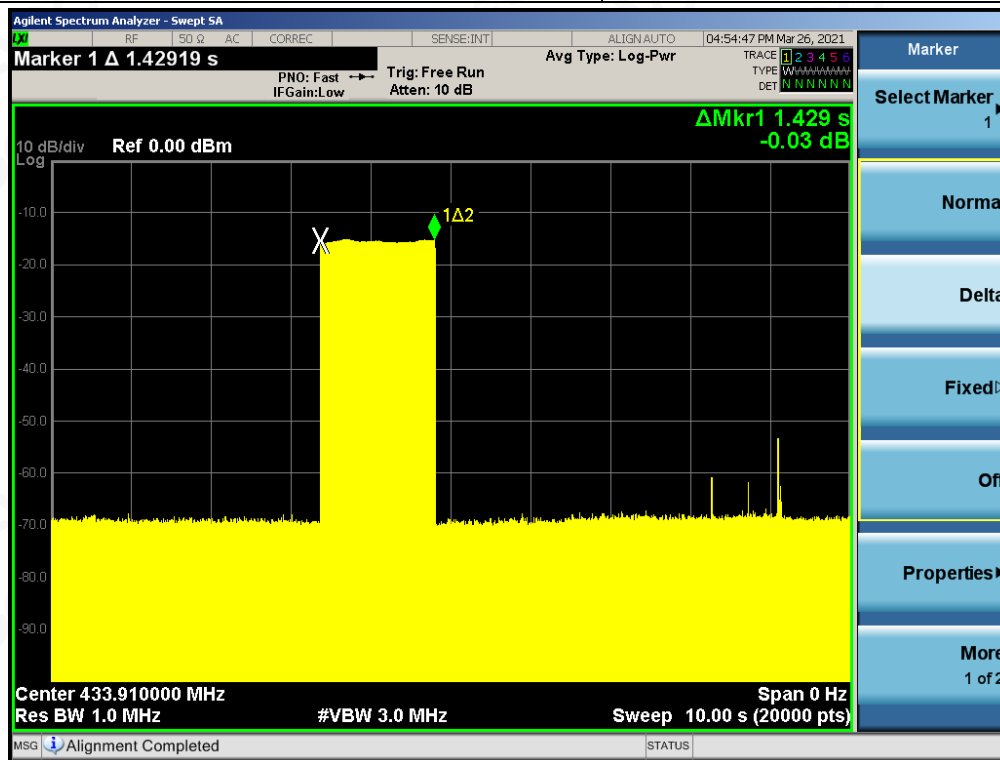 Agilent Spectrum Analyzer - Swept SA
LXI RF 50 Ω AC CORREC SENSE:INT ALIGN AUTO 04:54:47 PM Mar 26, 2021
Marker 1 Δ 1.42919 s
PNO: Fast
IFGain:Low
Trig: Free Run
Atten: 10 dB
Avg Type: Log-Pwr
TRACE 1 2 3 4 5 6
TYPE W
DET N N N N N N
ΔMkr1 1.429 s
-0.03 dB
10 dB/div Ref 0.00 dBm
Log
-10.0
-20.0
-30.0
-40.0
-50.0
-60.0
-70.0
-80.0
-90.0
X
1Δ2
Center 433.910000 MHz Span 0 Hz
Res BW 1.0 MHz #VBW 3.0 MHz Sweep 10.00 s (20000 pts)
MSG Alignment Completed STATUS
Marker
Select Marker
1
Norma
Delta
Fixed
Off
Properties
More
1 of 2